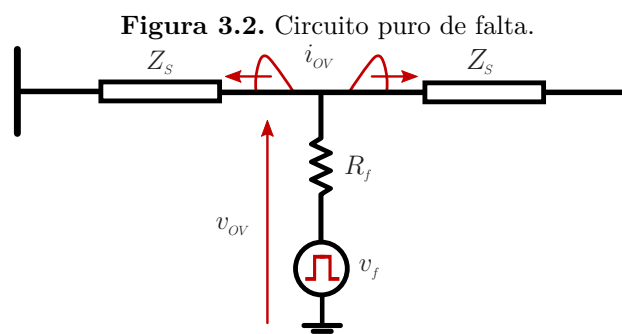 Figura 3.2. Circuito puro de falta.
Z_S i_OV Z_S
R_f
v_OV v_f